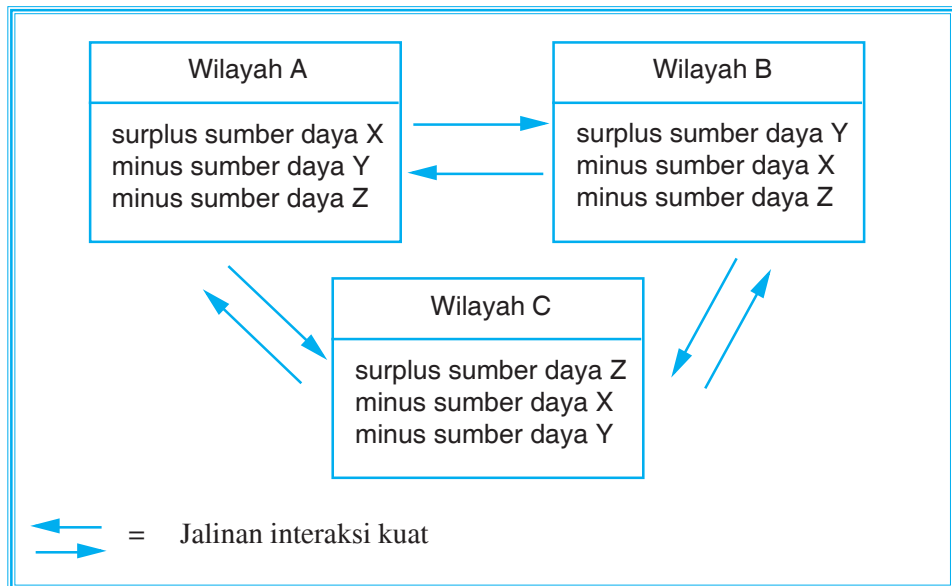 Wilayah A
surplus sumber daya X
minus sumber daya Y
minus sumber daya Z
Wilayah B
surplus sumber daya Y
minus sumber daya X
minus sumber daya Z
Wilayah C
surplus sumber daya Z
minus sumber daya X
minus sumber daya Y
= Jalinan interaksi kuat